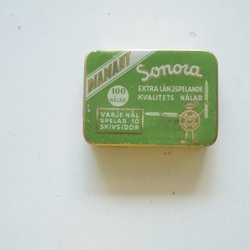 DIAMANT
Sonora
100
NÅLAR
EXTRA LÅNGSPELANDE
KVALITETS NÅLAR
VARJE NÅL
SPELAR 10
SKIVSIDOR